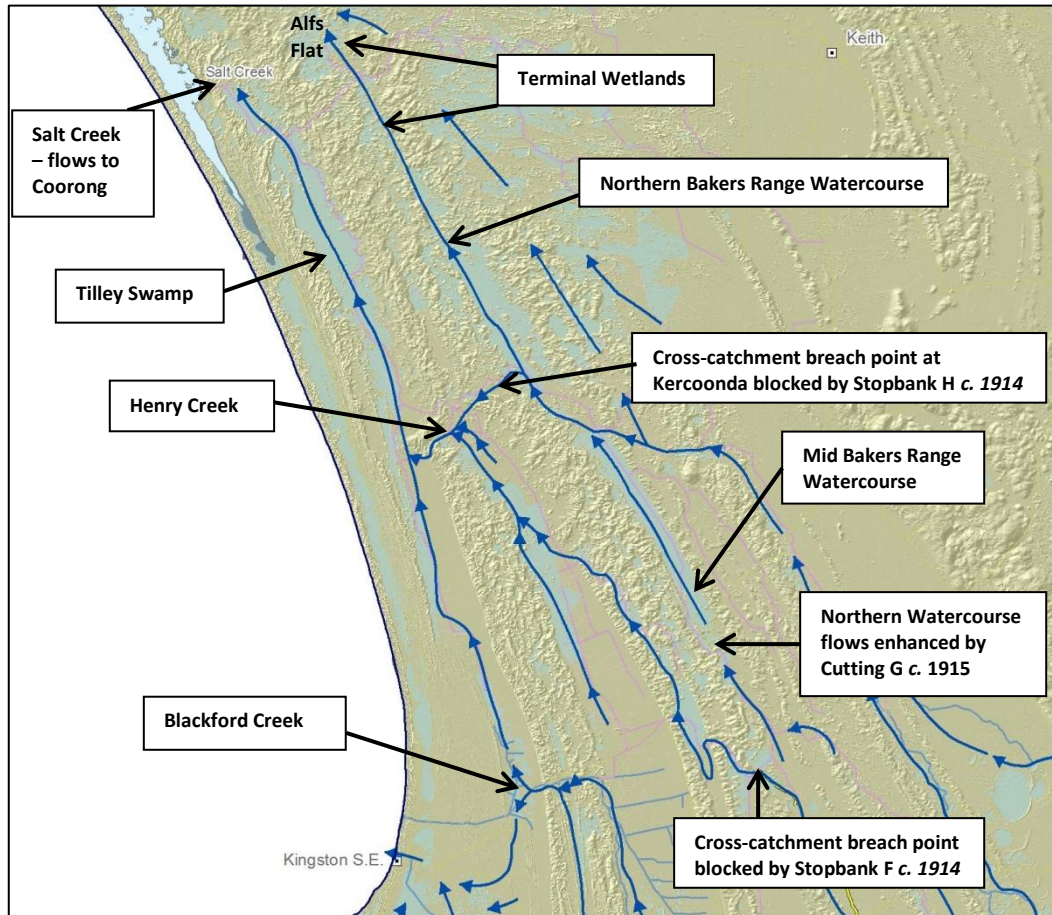 Alfs
Flat
Keith
Salt Creek
Terminal Wetlands
Salt Creek
– flows to
Coorong
Northern Bakers Range Watercourse
Tilley Swamp
Cross-catchment breach point at
Kercoonda blocked by Stopbank H c. 1914
Henry Creek
Mid Bakers Range
Watercourse
Northern Watercourse
flows enhanced by
Cutting G c. 1915
Blackford Creek
Cross-catchment breach point
blocked by Stopbank F c. 1914
Kingston S.E.